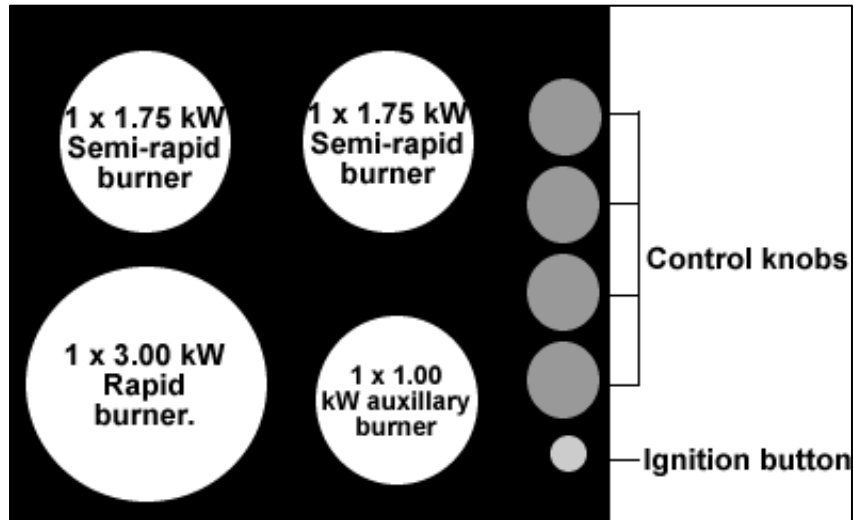 1 x 1.75 kW
Semi-rapid
burner
1 x 1.75 kW
Semi-rapid
burner
Control knobs
1 x 3.00 kW
Rapid
burner.
1 x 1.00
kW auxillary
burner
Ignition button